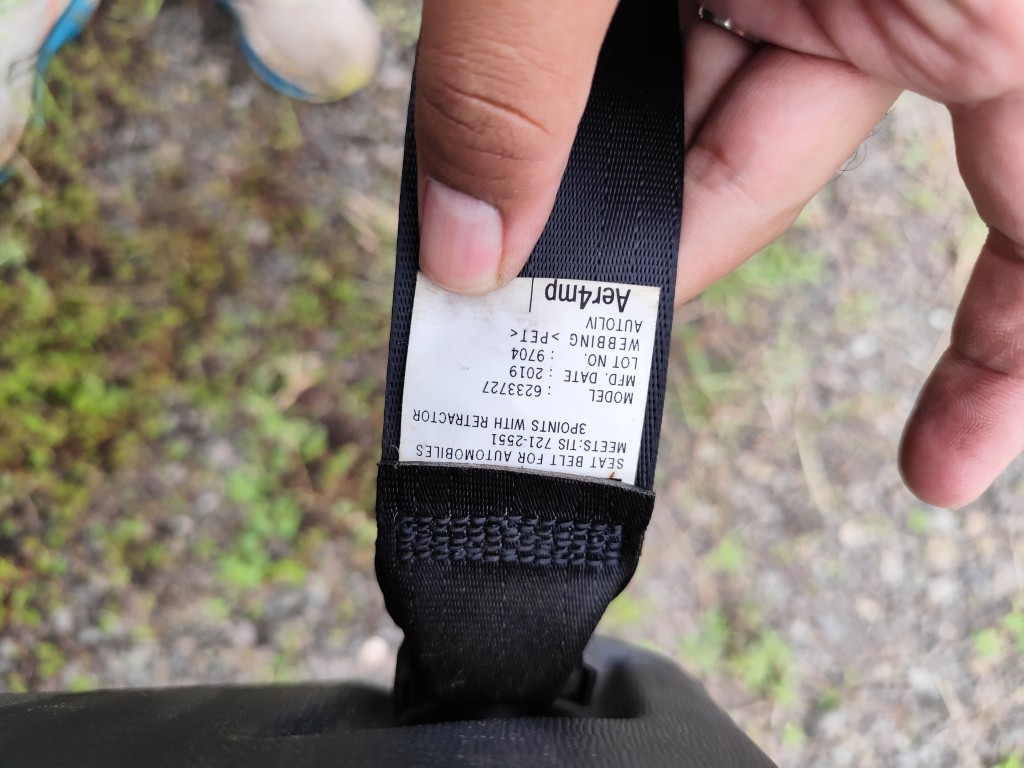 SEAT BELT FOR AUTOMOBILES
MEETS:TIS 721-2551
3POINTS WITH RETRACTOR
MODEL : 6233727
MFD. DATE : 2019
LOT NO. : 9704
WEBBING >PET<
AUTOLIV
Aer4mp